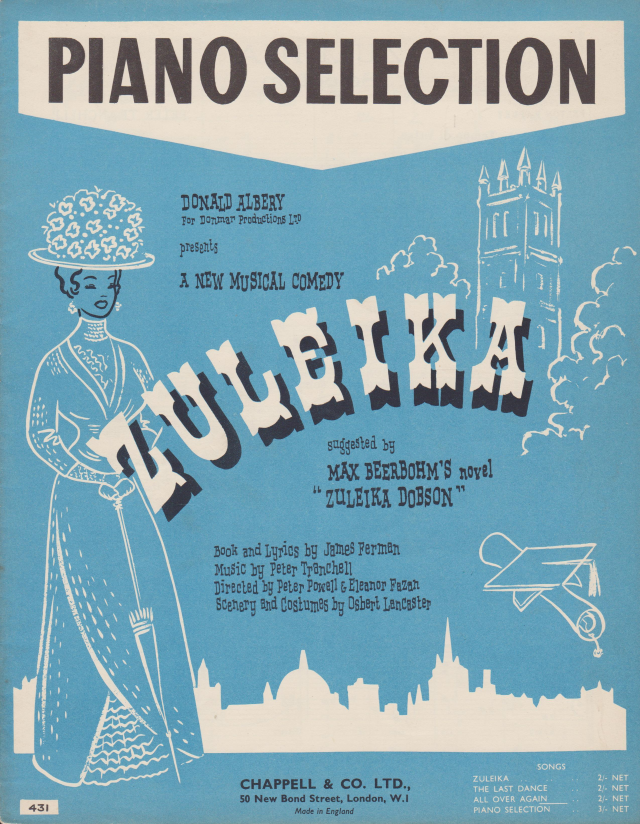 PIANO SELECTION
DONALD ALBERY
For Donmar Productions LTD
presents
A NEW MUSICAL COMEDY
ZULEIKA
suggested by
MAX BEERBOHM'S novel
"ZULEIKA DOBSON"
Book and Lyrics by James Ferman
Music by Peter Tranchell
Directed by Peter Powell & Eleanor Fazan
Scenery and Costumes by Osbert Lancaster
CHAPPELL & CO. LTD.,
50 New Bond Street, London, W.1
Made in England
431
SONGS
ZULEIKA .. .. 2/- NET
THE LAST DANCE .. 2/- NET
ALL OVER AGAIN .. 2/- NET
PIANO SELECTION .. 3/- NET